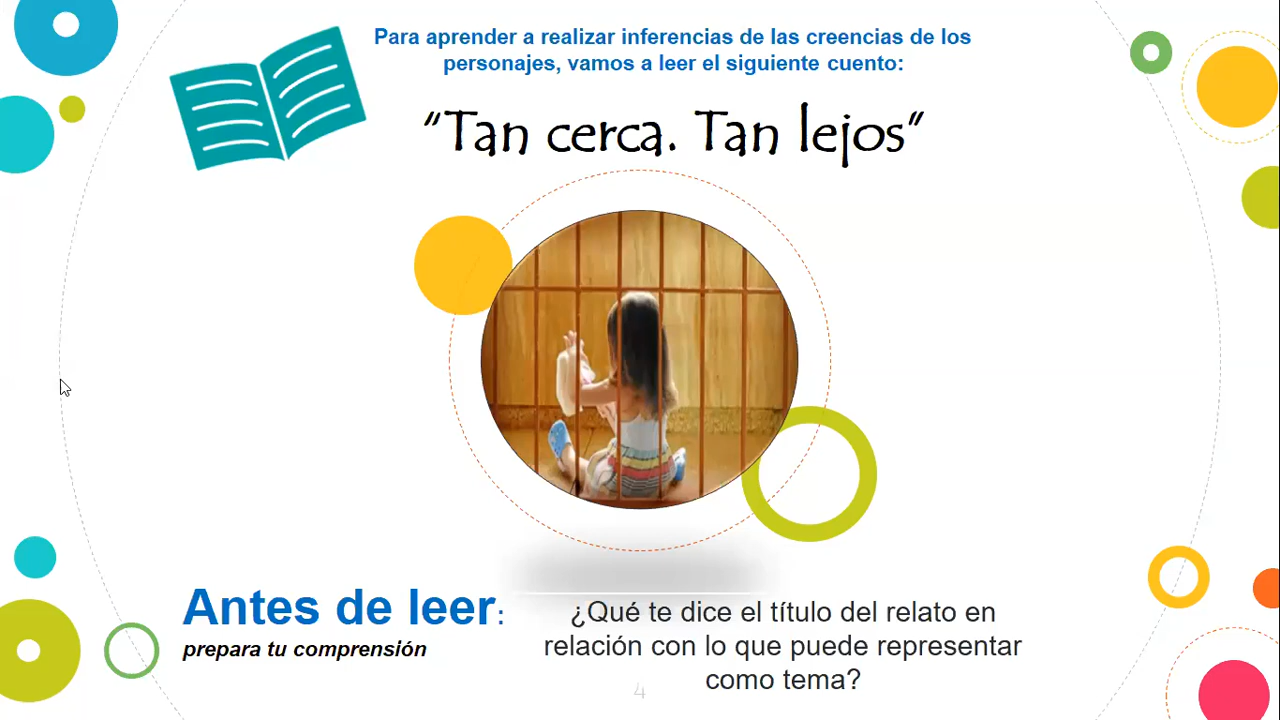 Para aprender a realizar inferencias de las creencias de los
personajes, vamos a leer el siguiente cuento:
“Tan cerca. Tan lejos”
Antes de leer:
prepara tu comprensión
¿Qué te dice el título del relato en
relación con lo que puede representar
como tema?
4